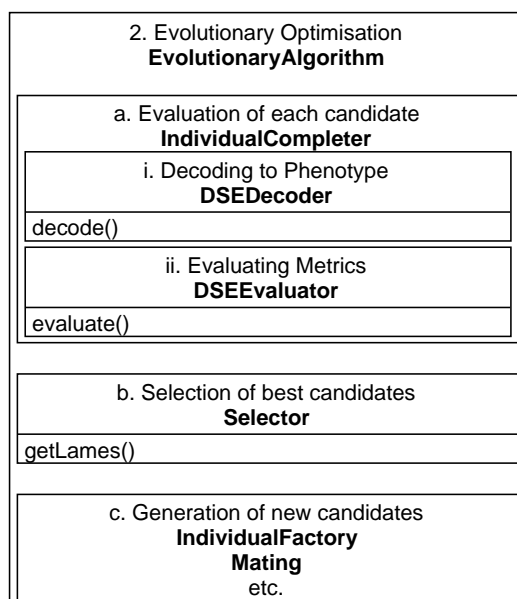 2. Evolutionary Optimisation
EvolutionaryAlgorithm
a. Evaluation of each candidate
IndividualCompleter
i. Decoding to Phenotype
DSEDecoder
decode()
ii. Evaluating Metrics
DSEEvaluator
evaluate()
b. Selection of best candidates
Selector
getLames()
c. Generation of new candidates
IndividualFactory
Mating
etc.